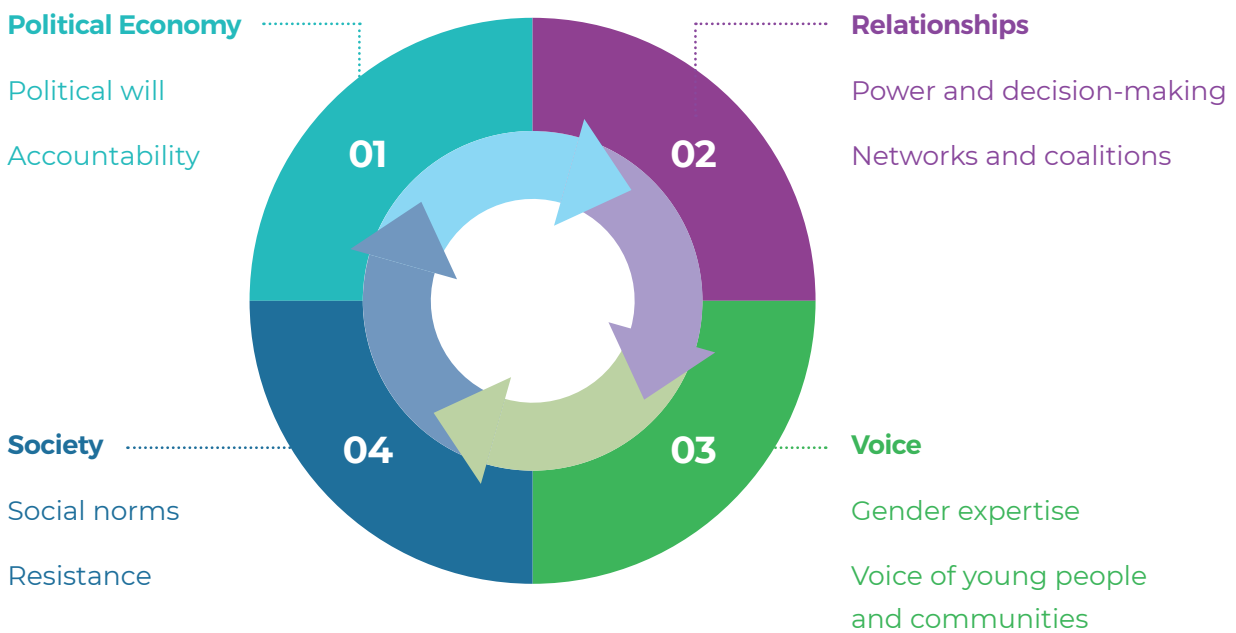 Political Economy
Political will
Accountability
01
02
Relationships
Power and decision-making
Networks and coalitions
Society
Social norms
Resistance
04
03
Voice
Gender expertise
Voice of young people
and communities